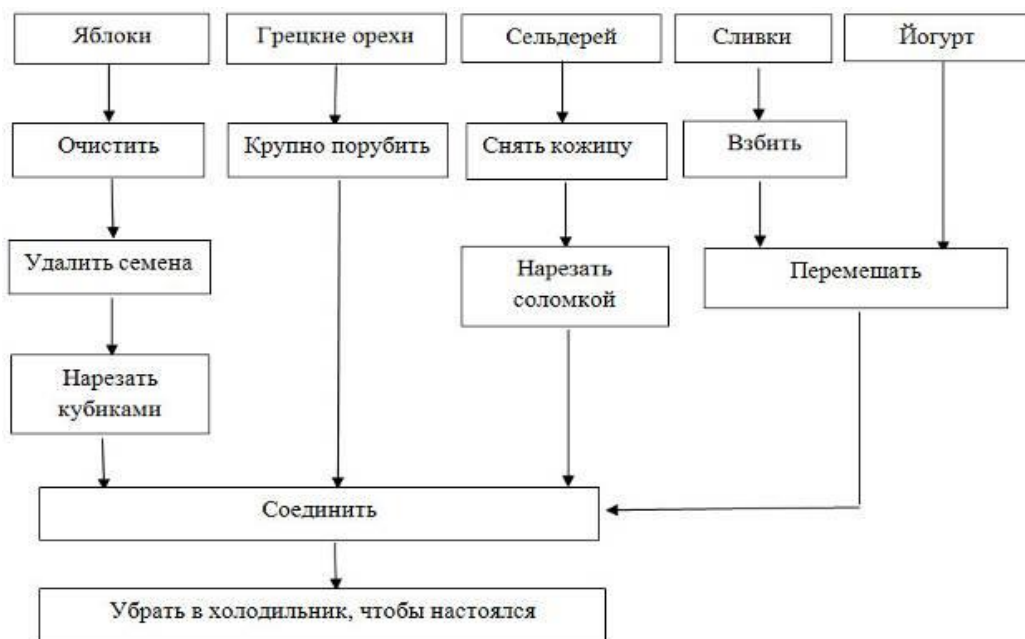 Яблоки
Грецкие орехи
Сельдерей
Сливки
Йогурт
Очистить
Крупно порубить
Снять кожицу
Взбить
Удалить семена
Нарезать
соломкой
Перемешать
Нарезать
кубиками
Соединить
Убрать в холодильник, чтобы настоялся